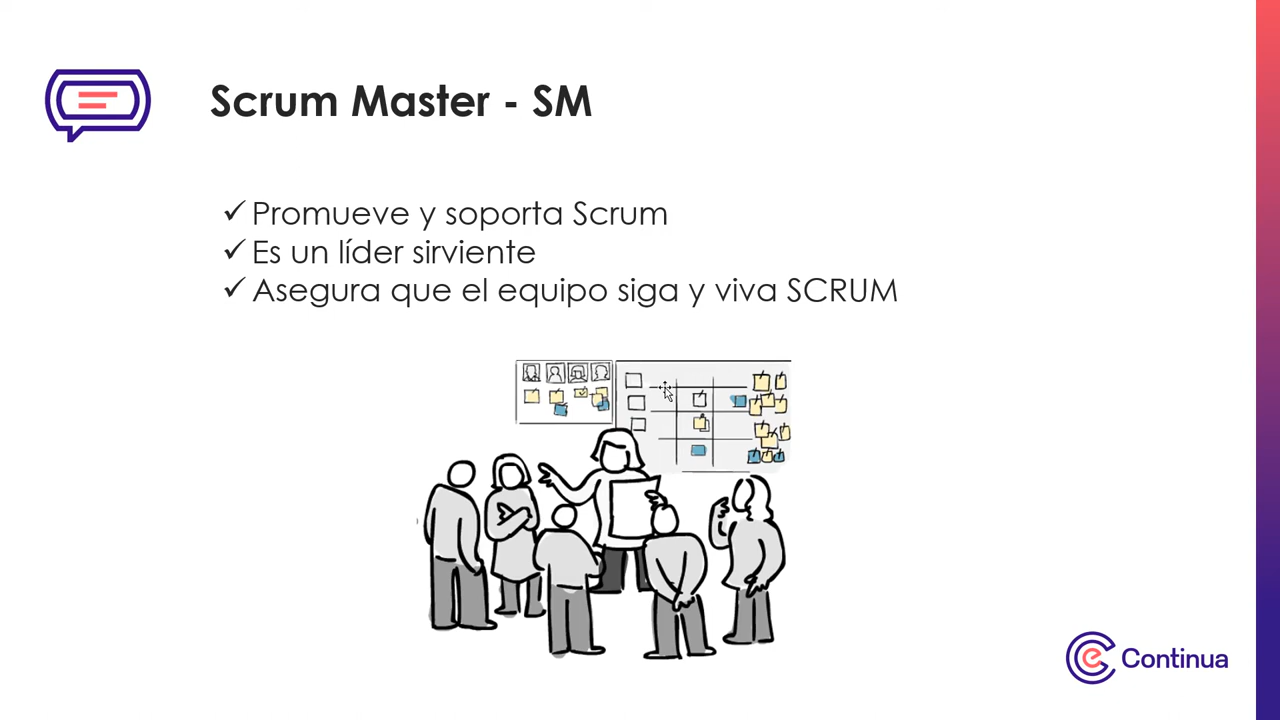 Scrum Master - SM
✓ Promueve y soporta Scrum
✓ Es un líder sirviente
✓ Asegura que el equipo siga y viva SCRUM
Continua